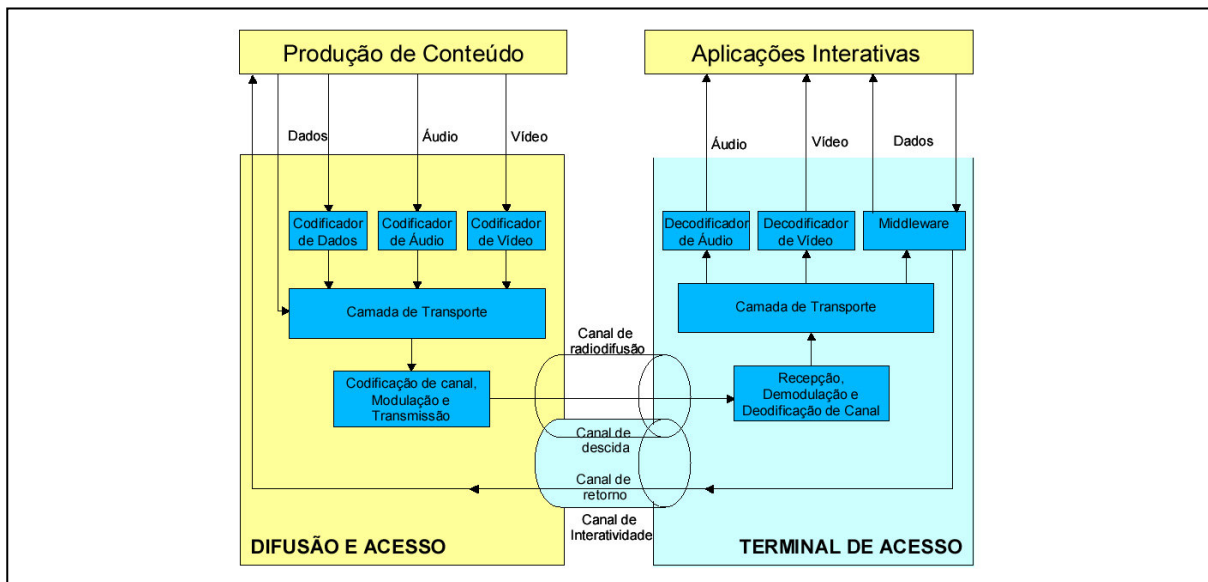 Produção de Conteúdo
Aplicações Interativas
Dados
Áudio
Vídeo
Áudio
Vídeo
Dados
Codificador
de Dados
Codificador
de Áudio
Codificador
de Vídeo
Decodificador
de Áudio
Decodificador
de Vídeo
Middleware
Camada de Transporte
Camada de Transporte
Canal de
radiodifusão
Codificação de canal,
Modulação e
Transmissão
Recepção,
Demodulação e
Deodificação de Canal
Canal de
descida
Canal de
retorno
Canal de
Interatividade
DIFUSÃO E ACESSO
TERMINAL DE ACESSO